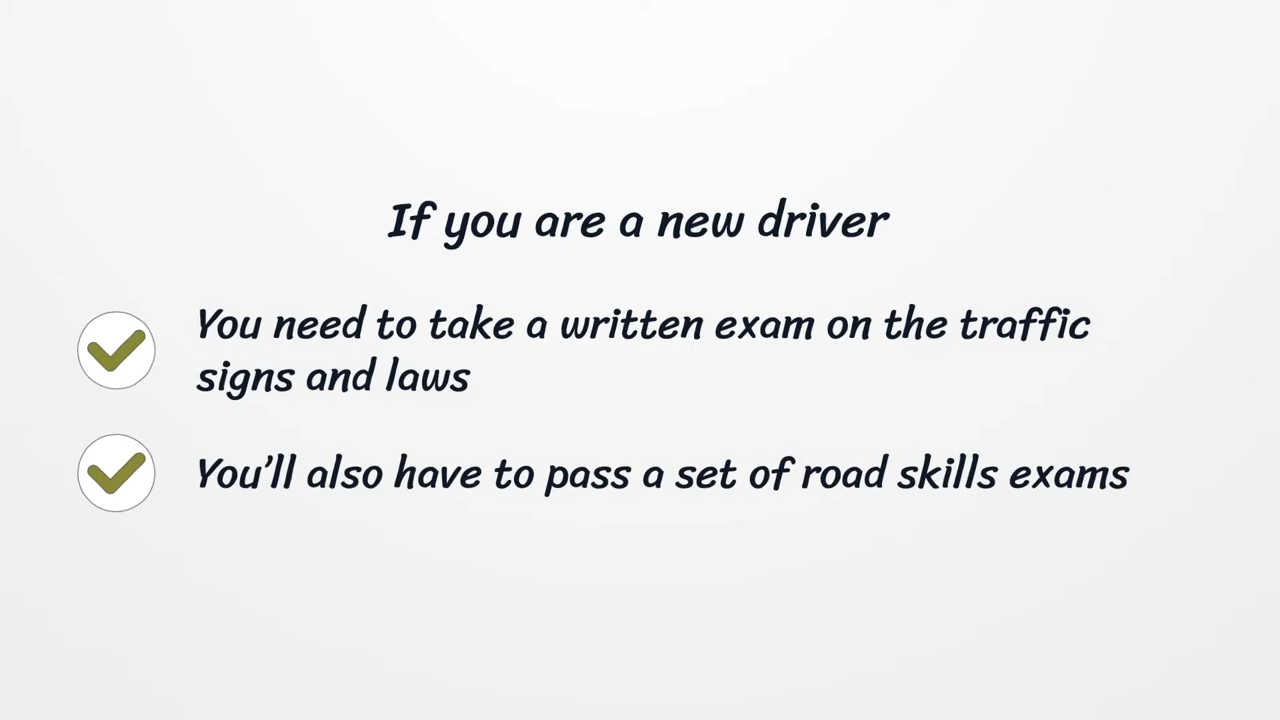 If you are a new driver
You need to take a written exam on the traffic
signs and laws
You’ll also have to pass a set of road skills exams